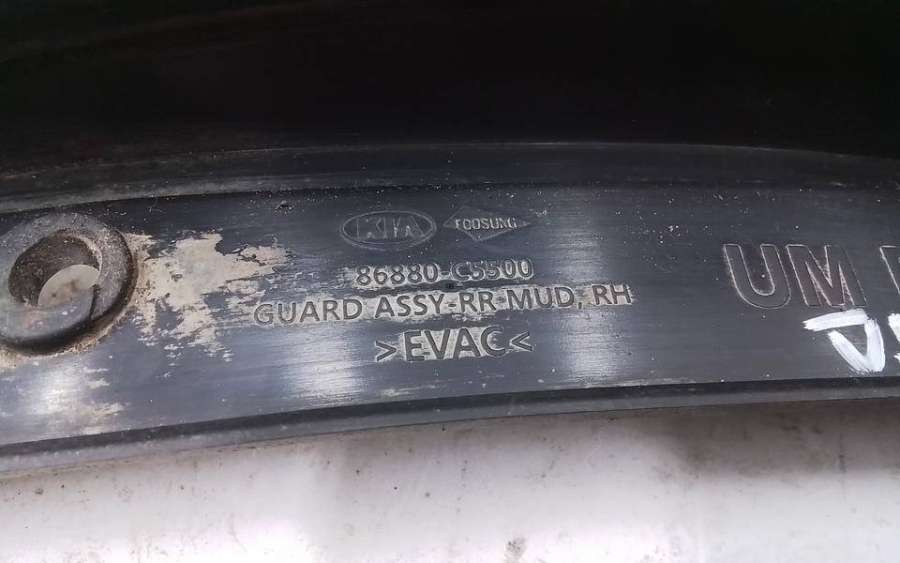 KIA FOOSUNG
86880-C5500
GUARD ASSY-RR MUD, RH
>EVAC<
UM